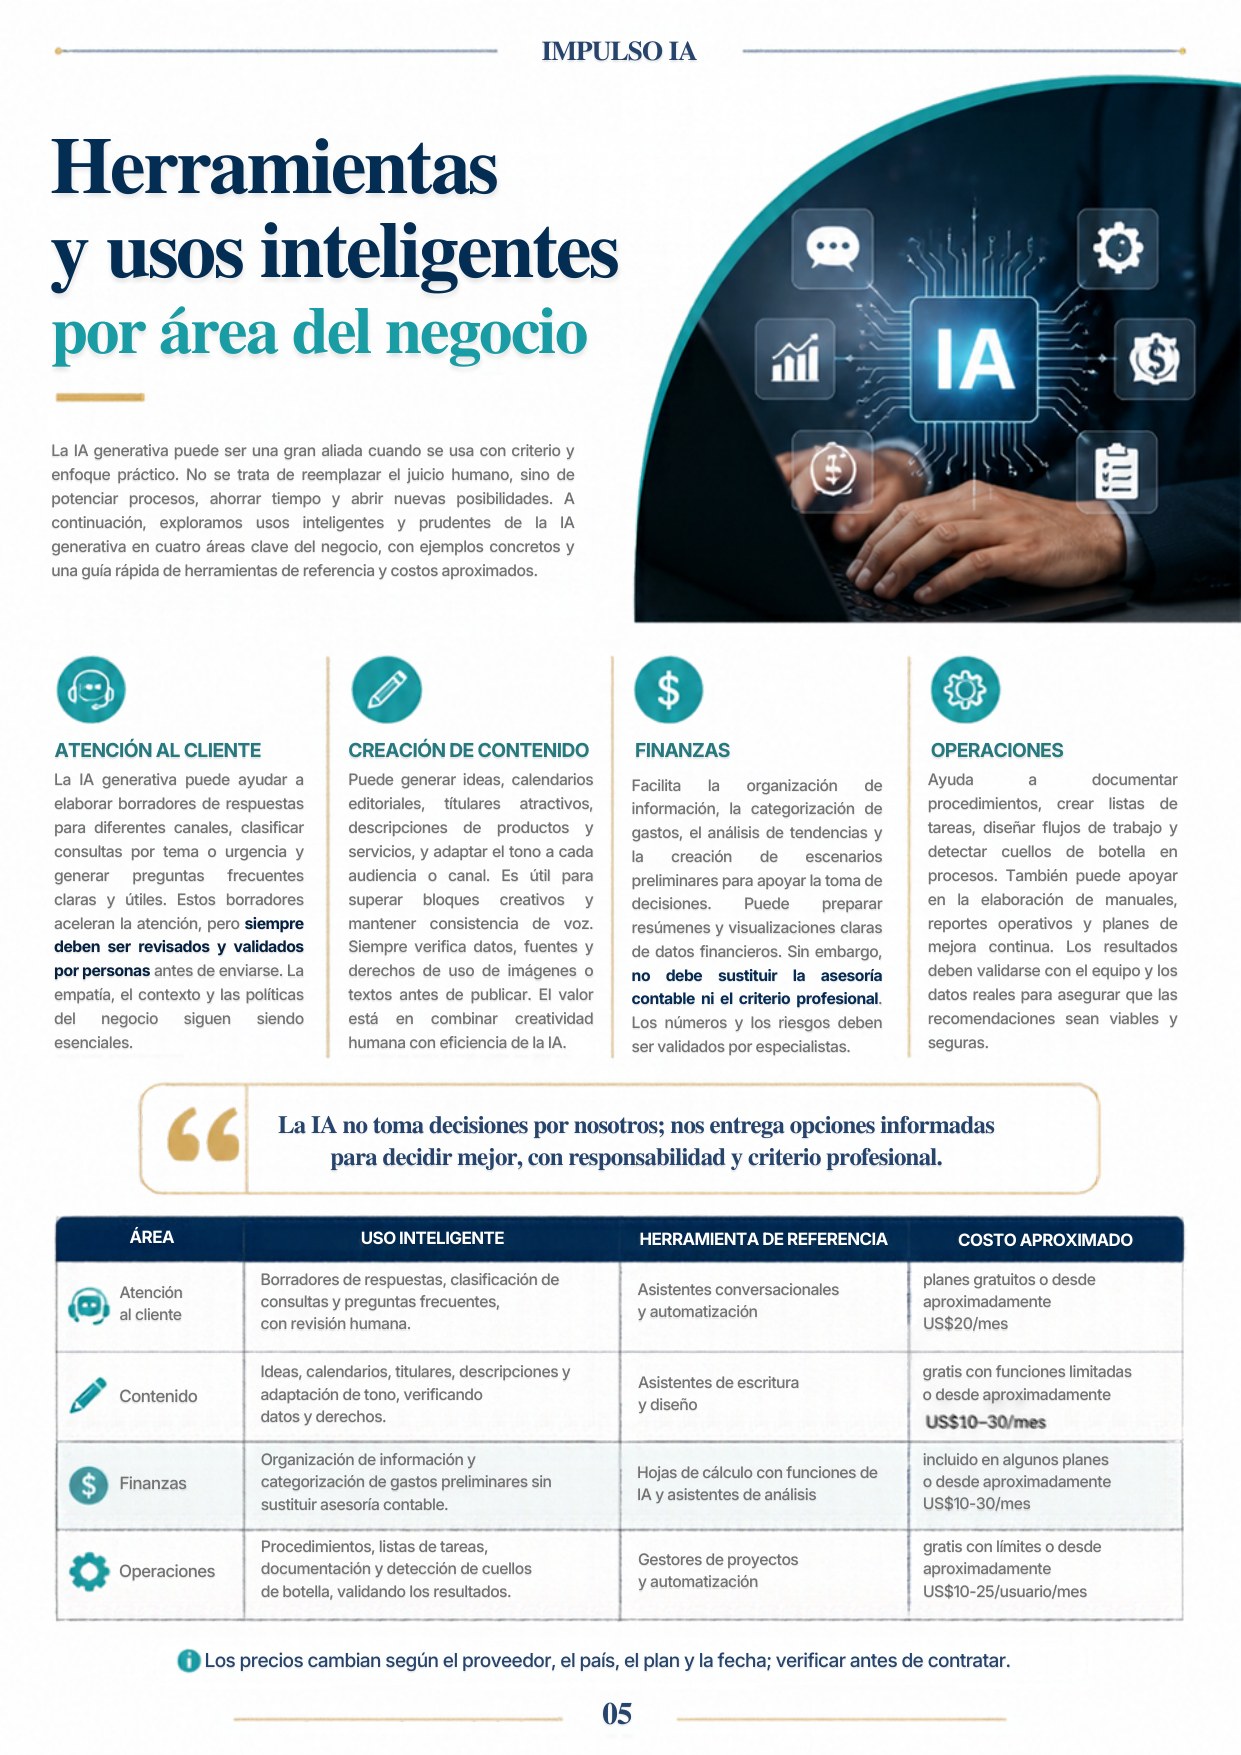 IMPULSO IA
Herramientas
y usos inteligentes
por área del negocio
IA
La IA generativa puede ser una gran aliada cuando se usa con criterio y
enfoque práctico. No se trata de reemplazar el juicio humano, sino de
potenciar procesos, ahorrar tiempo y abrir nuevas posibilidades. A
continuación, exploramos usos inteligentes y prudentes de la IA
generativa en cuatro áreas clave del negocio, con ejemplos concretos y
una guía rápida de herramientas de referencia y costos aproximados.
ATENCIÓN AL CLIENTE
La IA generativa puede ayudar a
elaborar borradores de respuestas
para diferentes canales, clasificar
consultas por tema o urgencia y
generar preguntas frecuentes
claras y útiles. Estos borradores
aceleran la atención, pero siempre
deben ser revisados y validados
por personas antes de enviarse. La
empatía, el contexto y las políticas
del negocio siguen siendo
esenciales.
CREACIÓN DE CONTENIDO
Puede generar ideas, calendarios
editoriales, títulares atractivos,
descripciones de productos y
servicios, y adaptar el tono a cada
audiencia o canal. Es útil para
superar bloques creativos y
mantener consistencia de voz.
Siempre verifica datos, fuentes y
derechos de uso de imágenes o
textos antes de publicar. El valor
está en combinar creatividad
humana con eficiencia de la IA.
FINANZAS
Facilita la organización de
información, la categorización de
gastos, el análisis de tendencias y
la creación de escenarios
preliminares para apoyar la toma de
decisiones. Puede preparar
resúmenes y visualizaciones claras
de datos financieros. Sin embargo,
no debe sustituir la asesoría
contable ni el criterio profesional.
Los números y los riesgos deben
ser validados por especialistas.
OPERACIONES
Ayuda a documentar
procedimientos, crear listas de
tareas, diseñar flujos de trabajo y
detectar cuellos de botella en
procesos. También puede apoyar
en la elaboración de manuales,
reportes operativos y planes de
mejora continua. Los resultados
deben validarse con el equipo y los
datos reales para asegurar que las
recomendaciones sean viables y
seguras.
La IA no toma decisiones por nosotros; nos entrega opciones informadas
para decidir mejor, con responsabilidad y criterio profesional.
ÁREA USO INTELIGENTE HERRAMIENTA DE REFERENCIA COSTO APROXIMADO
Atención
al cliente
Borradores de respuestas, clasificación de
consultas y preguntas frecuentes,
con revisión humana.
Asistentes conversacionales
y automatización
planes gratuitos o desde
aproximadamente
US$20/mes
Contenido
Ideas, calendarios, titulares, descripciones y
adaptación de tono, verificando
datos y derechos.
Asistentes de escritura
y diseño
gratis con funciones limitadas
o desde aproximadamente
US$10–30/mes
Finanzas
Organización de información y
categorización de gastos preliminares sin
sustituir asesoría contable.
Hojas de cálculo con funciones de
IA y asistentes de análisis
incluido en algunos planes
o desde aproximadamente
US$10-30/mes
Operaciones
Procedimientos, listas de tareas,
documentación y detección de cuellos
de botella, validando los resultados.
Gestores de proyectos
y automatización
gratis con límites o desde
aproximadamente
US$10-25/usuario/mes
Los precios cambian según el proveedor, el país, el plan y la fecha; verificar antes de contratar.
05